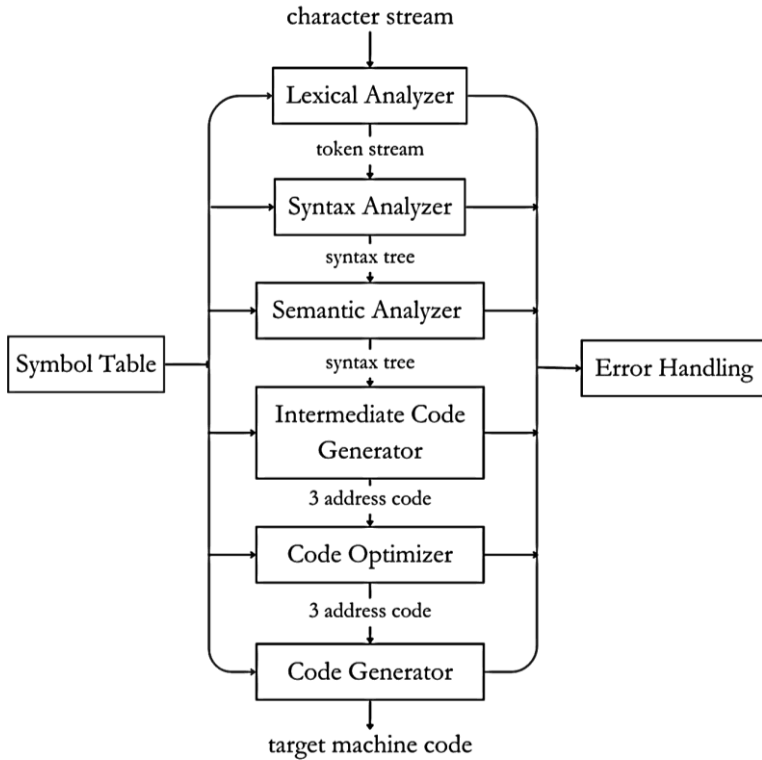 character stream
Lexical Analyzer
token stream
Syntax Analyzer
syntax tree
Semantic Analyzer
Symbol Table
syntax tree
Error Handling
Intermediate Code
Generator
3 address code
Code Optimizer
3 address code
Code Generator
target machine code